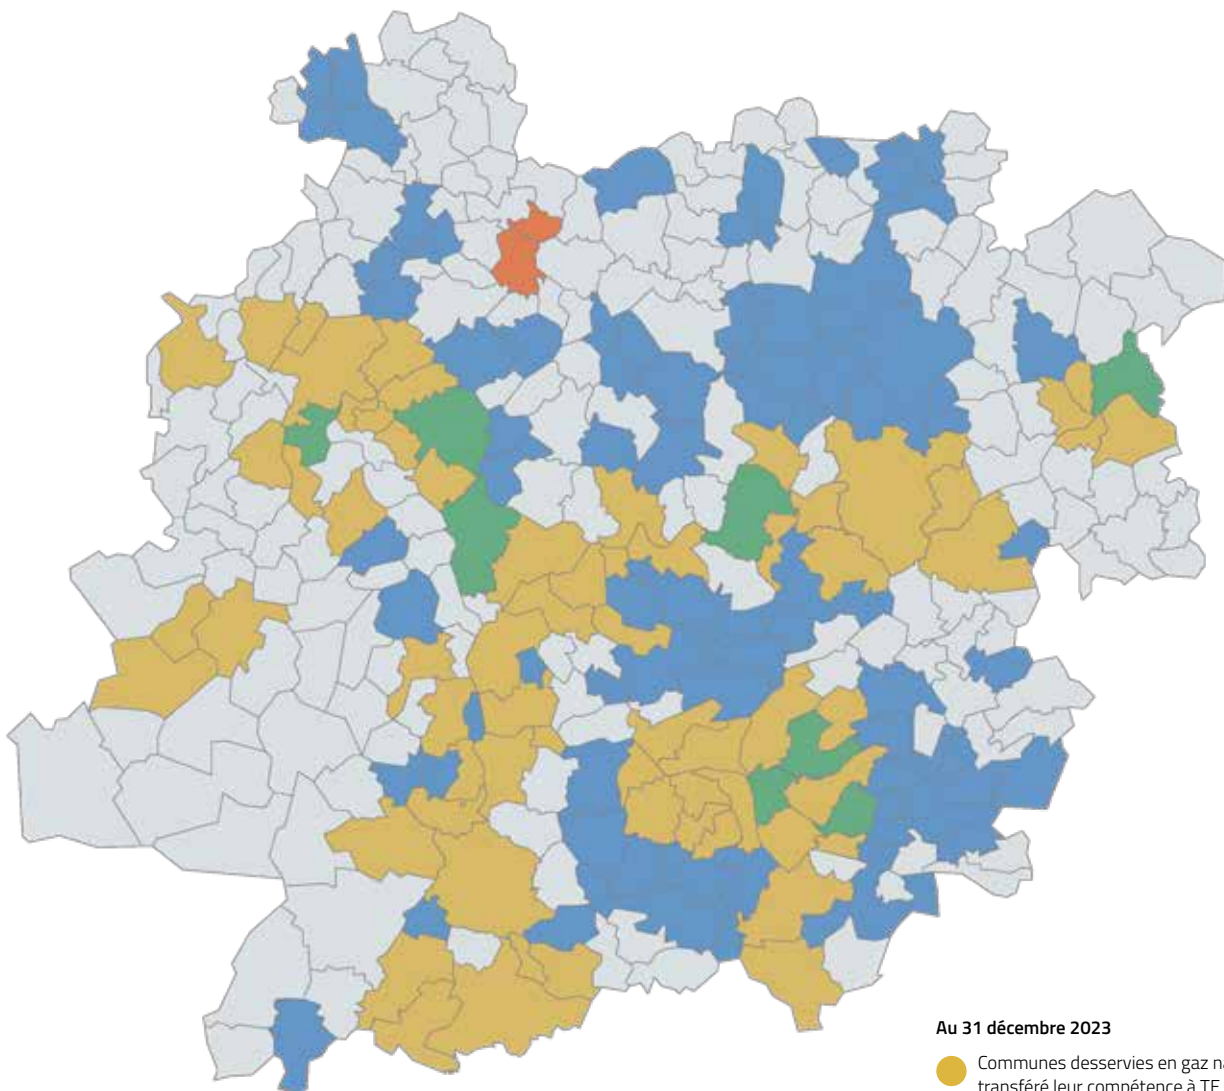 Au 31 décembre 2023
Communes desservies en gaz
transféré leur compétence à TE